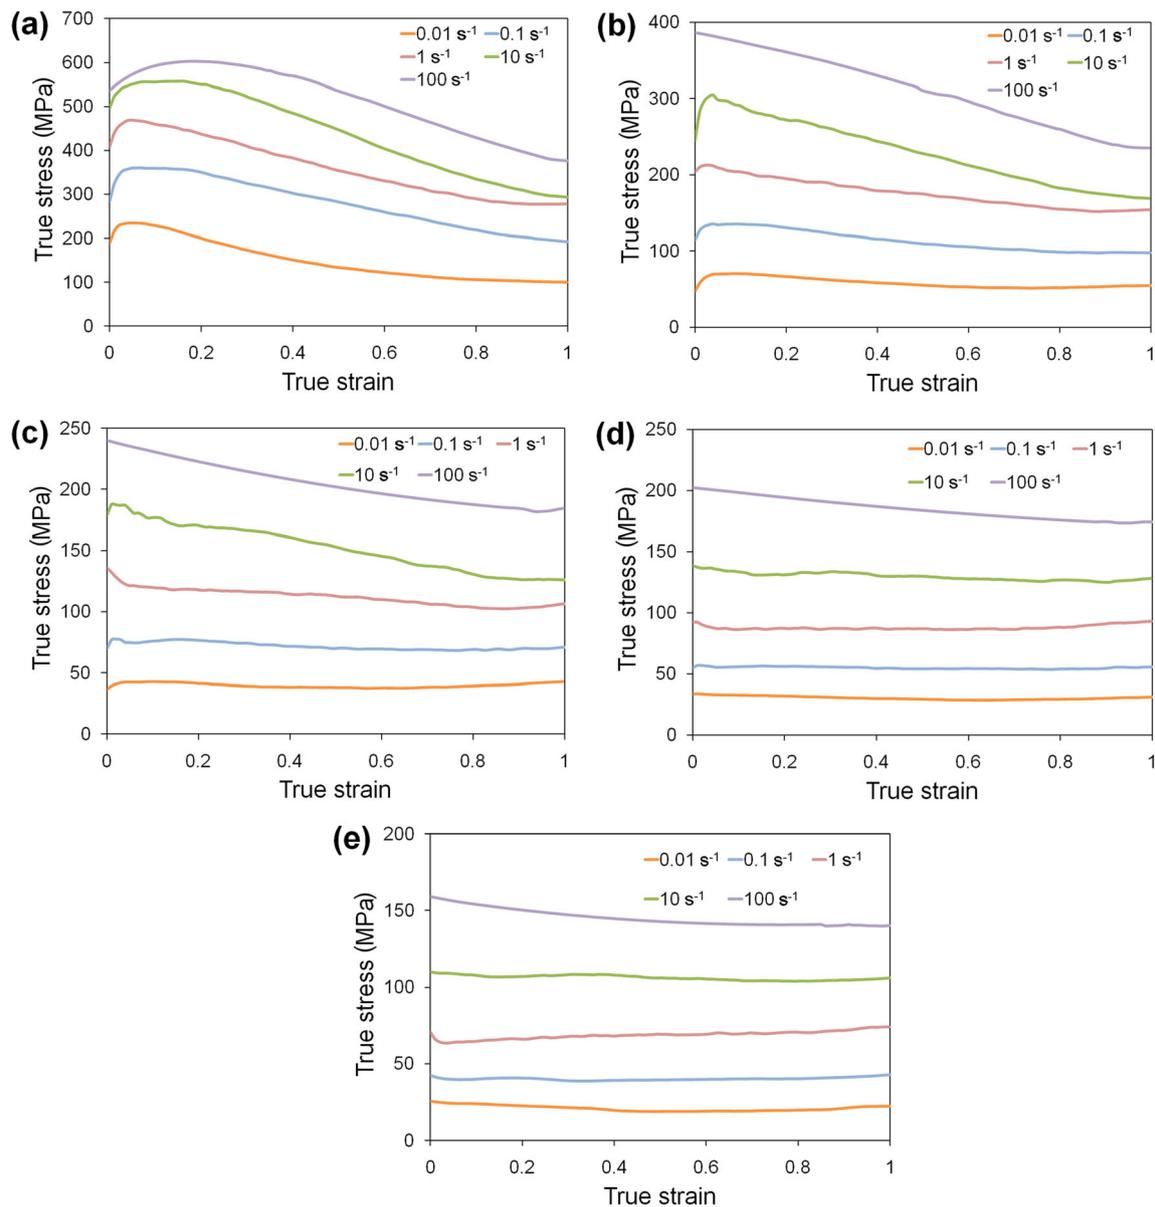 (a)
700
600
500
400
300
200
100
0
True stress (MPa)
0.01 s-1
0.1 s-1
1 s-1
10 s-1
100 s-1
0 0.2 0.4 0.6 0.8 1
True strain
(b)
400
300
200
100
0
True stress (MPa)
0.01 s-1
0.1 s-1
1 s-1
10 s-1
100 s-1
0 0.2 0.4 0.6 0.8 1
True strain
(c)
250
200
150
100
50
0
True stress (MPa)
0.01 s-1 0.1 s-1 1 s-1
10 s-1 100 s-1
0 0.2 0.4 0.6 0.8 1
True strain
(d)
250
200
150
100
50
0
True stress (MPa)
0.01 s-1 0.1 s-1 1 s-1
10 s-1 100 s-1
0 0.2 0.4 0.6 0.8 1
True strain
(e)
200
150
100
50
0
True stress (MPa)
0.01 s-1 0.1 s-1 1 s-1
10 s-1 100 s-1
0 0.2 0.4 0.6 0.8 1
True strain